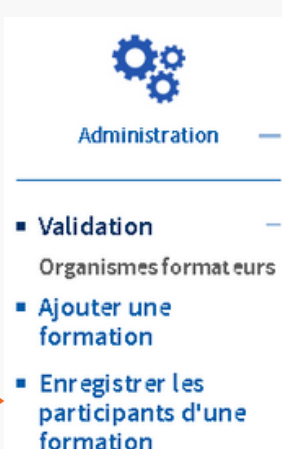 Administration
Validation
Organismes formateurs
Ajouter une
formation
Enregistrer les
participants d'une
formation